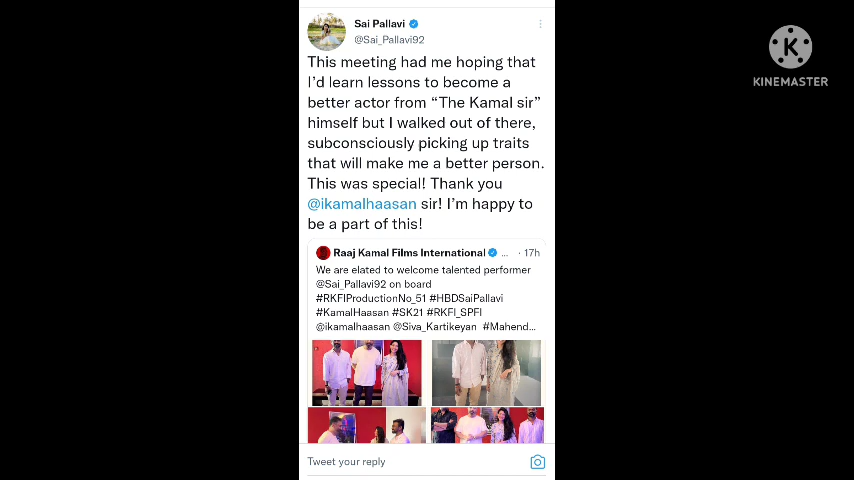 Sai Pallavi
@Sai_Pallavi92
KINEMASTER
This meeting had me hoping that
I'd learn lessons to become a
better actor from “The Kamal sir”
himself but I walked out of there,
subconsciously picking up traits
that will make me a better person.
This was special! Thank you
@ikamalhaasan sir! I'm happy to
be a part of this!
Raaj Kamal Films International ... · 17h
We are elated to welcome talented performer
@Sai_Pallavi92 on board
#RKFIProductionNo_51 #HBDSaiPallavi
#KamalHaasan #SK21 #RKFI_SPFI
@ikamalhaasan @Siva_Kartikeyan #Mahend...
Tweet your reply